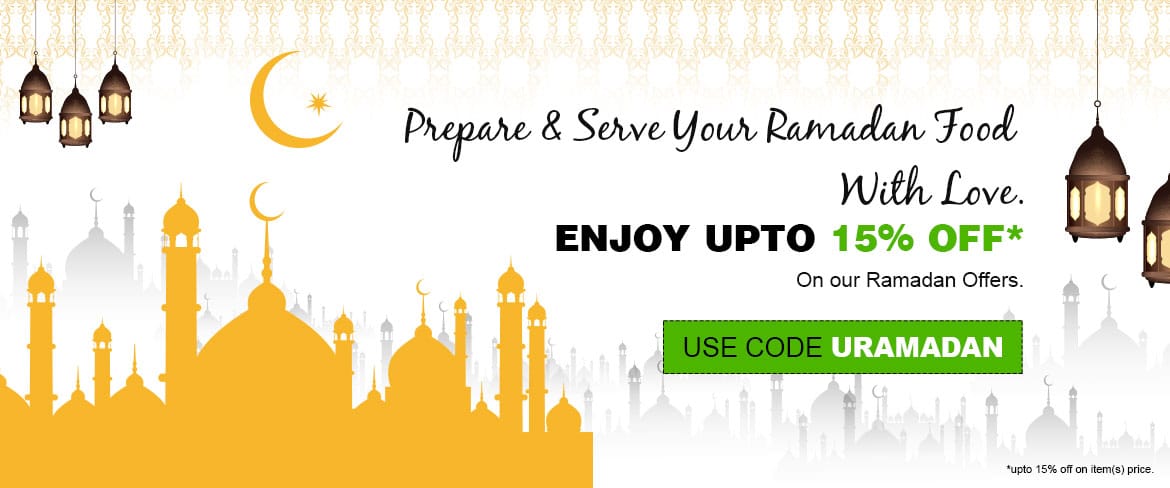 Prepare & Serve Your Ramadan Food
With Love.
ENJOY UPTO 15% OFF*
On our Ramadan Offers.
USE CODE URAMADAN
*upto 15% off on item(s) price.